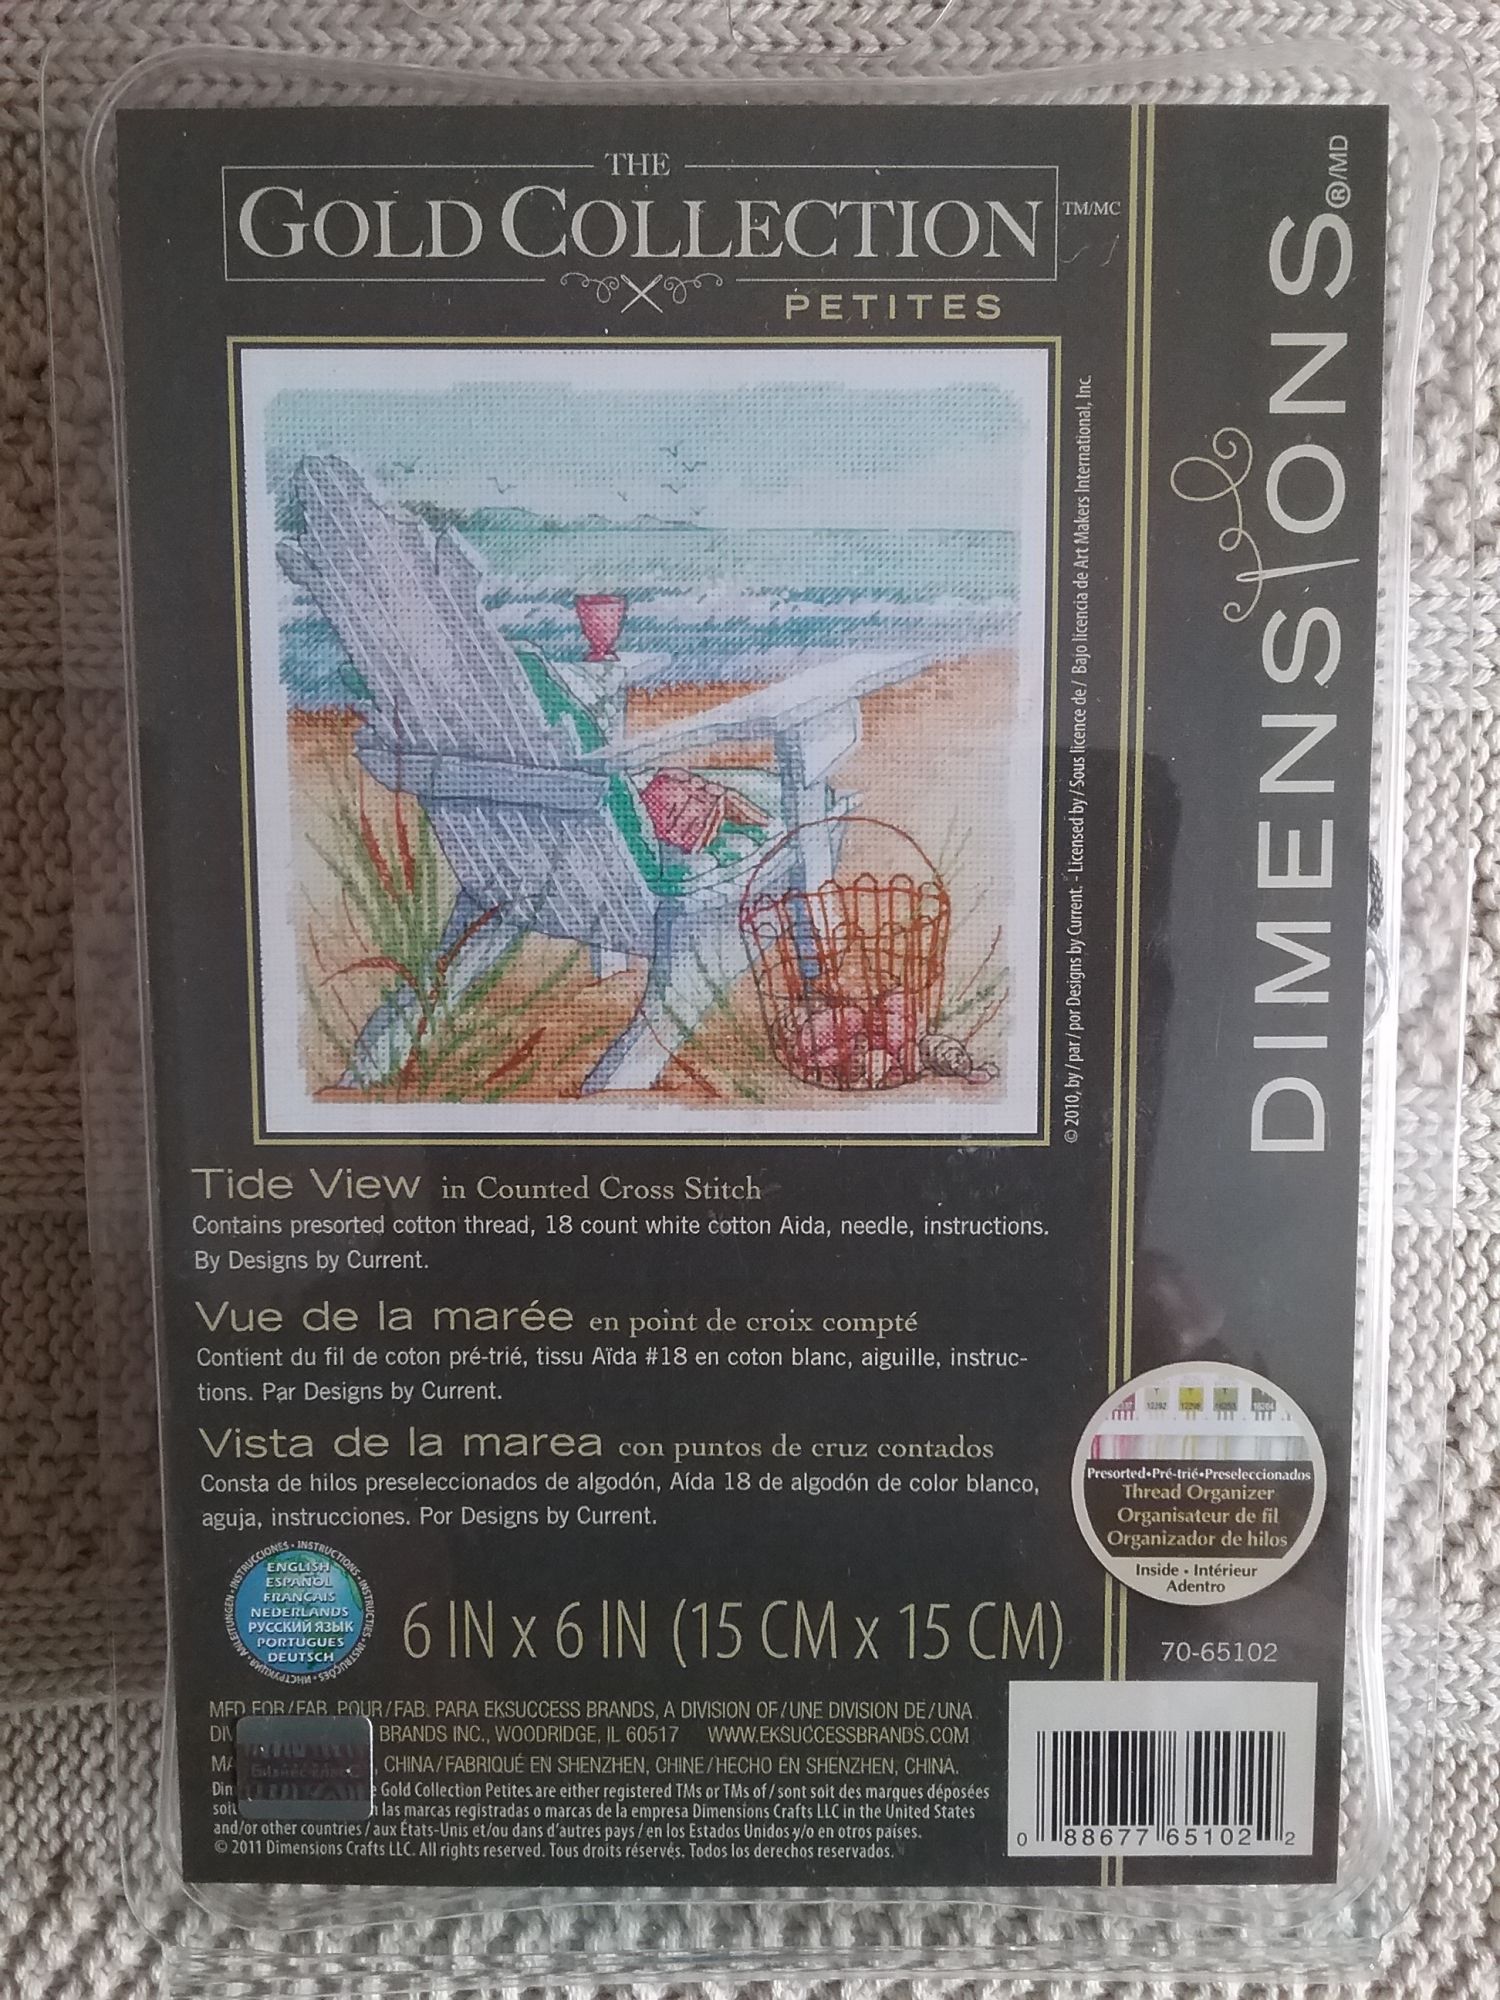 THE
GOLD COLLECTION TM/MC
PETITES
DIMENSIONS®/MD
© 2010, by / par / por Designs by Current. - Licensed by / Sous licence de / Bajo licencia de Art Makers International, Inc.
Tide View in Counted Cross Stitch
Contains presorted cotton thread, 18 count white cotton Aida, needle, instructions.
By Designs by Current.
Vue de la marée en point de croix compté
Contient du fil de coton pré-trié, tissu Aïda #18 en coton blanc, aiguille, instruc-
tions. Par Designs by Current.
Vista de la marea con puntos de cruz contados
Consta de hilos preseleccionados de algodón, Aída 18 de algodón de color blanco,
aguja, instrucciones. Por Designs by Current.
Presorted•Pré-trié•Preseleccionados
Thread Organizer
Organisateur de fil
Organizador de hilos
Inside • Intérieur
Adentro
INSTRUCCIONES • INSTRUCTIONS
ENGLISH
ESPAÑOL
FRANÇAIS
NEDERLANDS
РУССКИЙ ЯЗЫК
PORTUGUES
DEUTSCH
6 IN x 6 IN (15 CM x 15 CM)
70-65102
MFD FOR/FAB. POUR/FAB. PARA EKSUCCESS BRANDS, A DIVISION OF/UNE DIVISION DE/UNA
BRANDS INC., WOODRIDGE, IL 60517 WWW.EKSUCCESSBRANDS.COM
, CHINA/FABRIQUÉ EN SHENZHEN, CHINE/HECHO EN SHENZHEN, CHINA.
Gold Collection Petites are either registered TMs or TMs of / sont soit des marques déposées
las marcas registradas o marcas de la empresa Dimensions Crafts LLC in the United States
and/or other countries / aux États-Unis et/ou dans d'autres pays / en los Estados Unidos y/o en otros países.
© 2011 Dimensions Crafts LLC. All rights reserved. Tous droits réservés. Todos los derechos reservados.
0 88677 65102 2